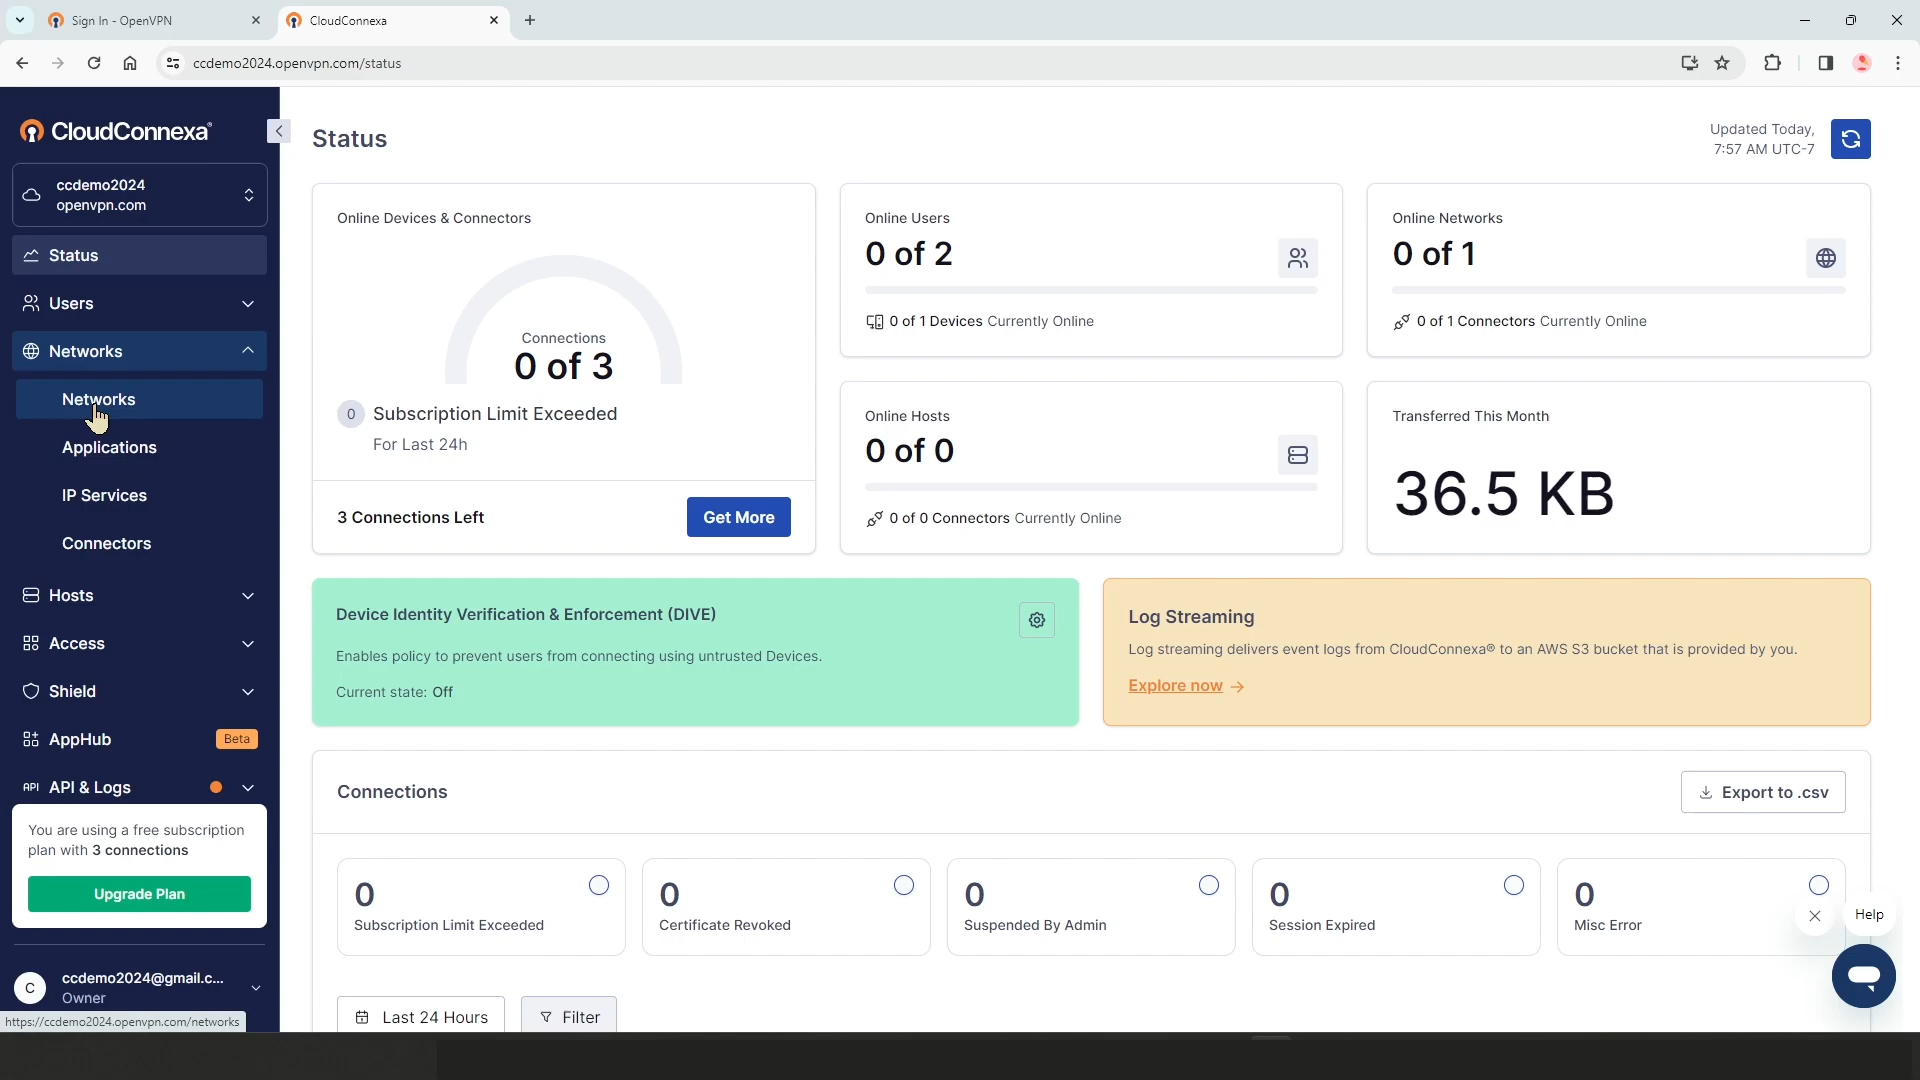 Sign In - OpenVPN
CloudConnexa
ccdemo2024.openvpn.com/status
CloudConnexa®
ccdemo2024
openvpn.com
Status
Users
Networks
Networks
Applications
IP Services
Connectors
Hosts
Access
Shield
AppHub
Beta
API API & Logs
You are using a free subscription
plan with 3 connections
Upgrade Plan
C
ccdemo2024@gmail.c...
Owner
https://ccdemo2024.openvpn.com/networks
Status
Updated Today,
7:57 AM UTC-7
Online Devices & Connectors
Connections
0 of 3
0 Subscription Limit Exceeded
For Last 24h
3 Connections Left
Get More
Online Users
0 of 2
0 of 1 Devices Currently Online
Online Networks
0 of 1
0 of 1 Connectors Currently Online
Online Hosts
0 of 0
0 of 0 Connectors Currently Online
Transferred This Month
36.5 KB
Device Identity Verification & Enforcement (DIVE)
Enables policy to prevent users from connecting using untrusted Devices.
Current state: Off
Log Streaming
Log streaming delivers event logs from CloudConnexa® to an AWS S3 bucket that is provided by you.
Explore now
Connections
Export to .csv
0
Subscription Limit Exceeded
0
Certificate Revoked
0
Suspended By Admin
0
Session Expired
0
Misc Error
Help
Last 24 Hours
Filter